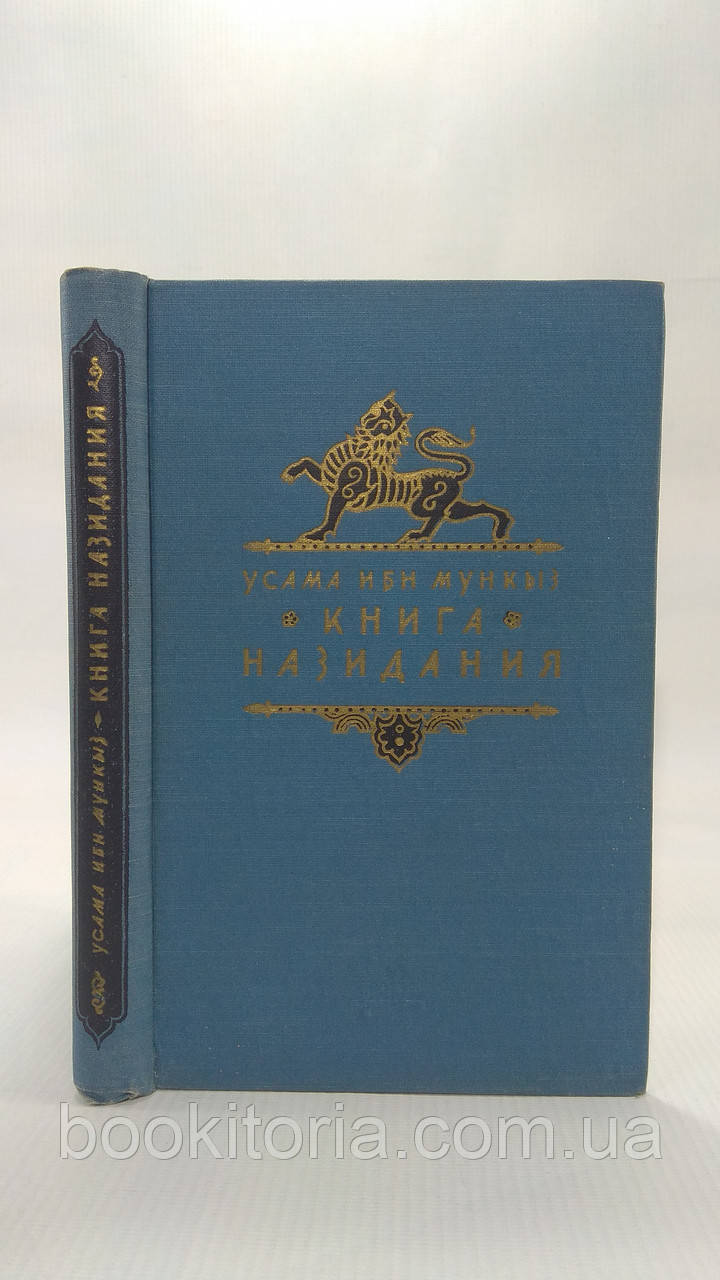 УСАМА ИБН МУНКЫЗ КНИГА НАЗИДАНИЯ
УСАМА ИБН МУНКЫЗ
КНИГА
НАЗИДАНИЯ
bookitoria.com.ua